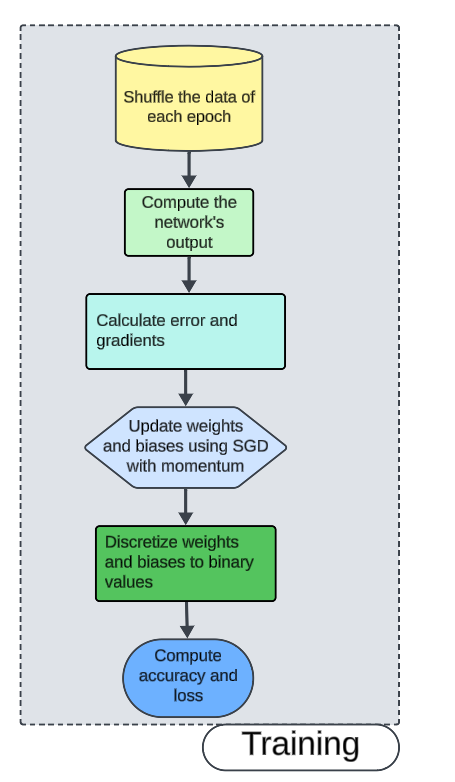 Shuffle the data of
each epoch
Compute the
network's
output
Calculate error and
gradients
Update weights
and biases using SGD
with momentum
Discretize weights
and biases to binary
values
Compute
accuracy and
loss
Training